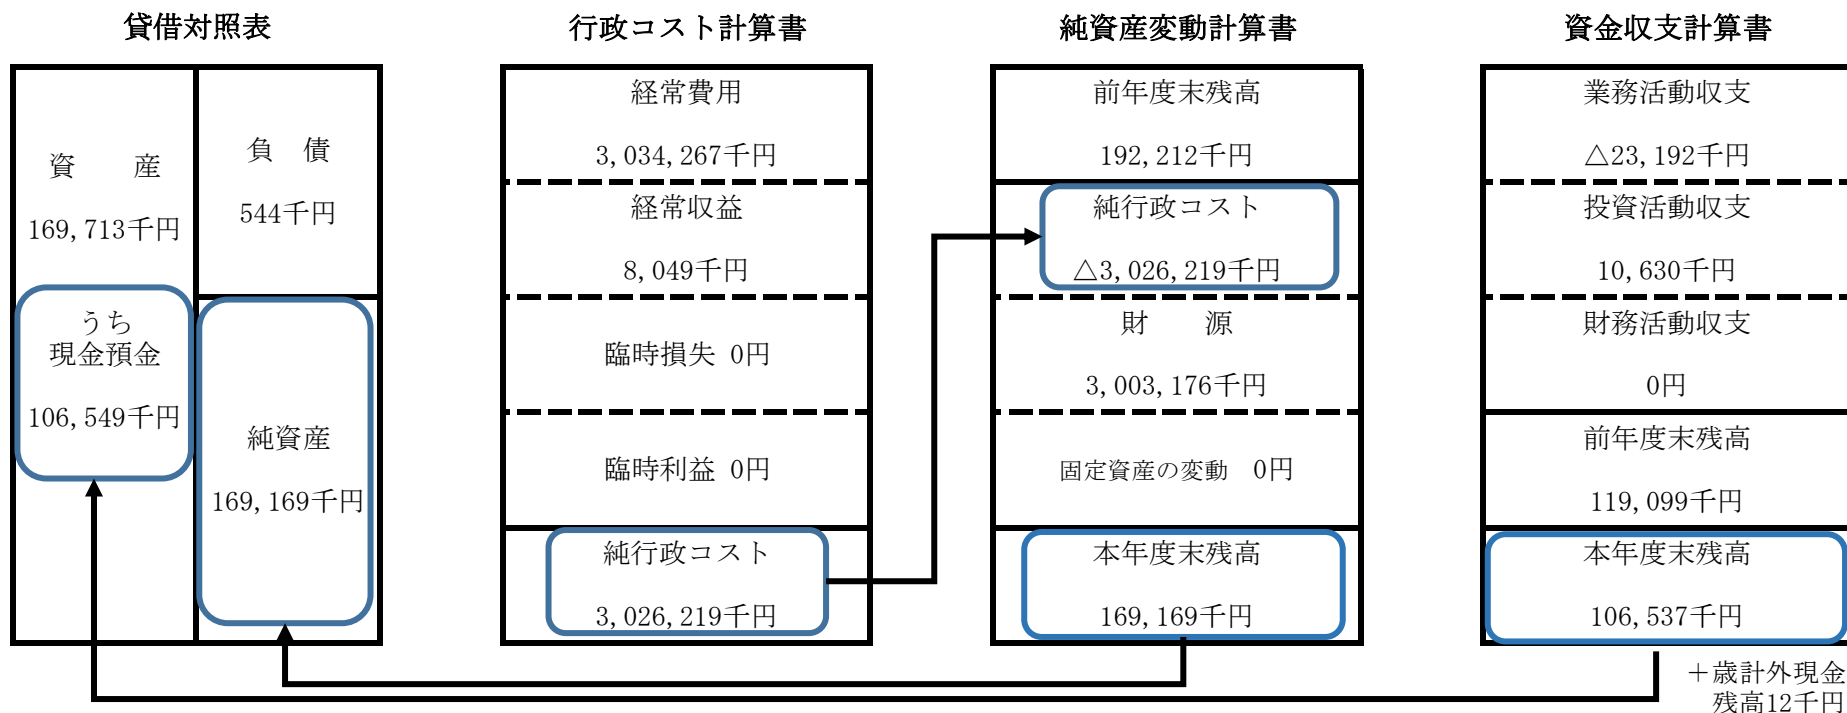 貸借対照表
資　　産
169,713千円
うち
現金預金
106,549千円
負　債
544千円
純資産
169,169千円
行政コスト計算書
経常費用
3,034,267千円
経常収益
8,049千円
臨時損失 0円
臨時利益 0円
純行政コスト
3,026,219千円
純資産変動計算書
前年度末残高
192,212千円
純行政コスト
△3,026,219千円
財　　源
3,003,176千円
固定資産の変動　0円
本年度末残高
169,169千円
資金収支計算書
業務活動収支
△23,192千円
投資活動収支
10,630千円
財務活動収支
0円
前年度末残高
119,099千円
本年度末残高
106,537千円
＋歳計外現金
残高12千円